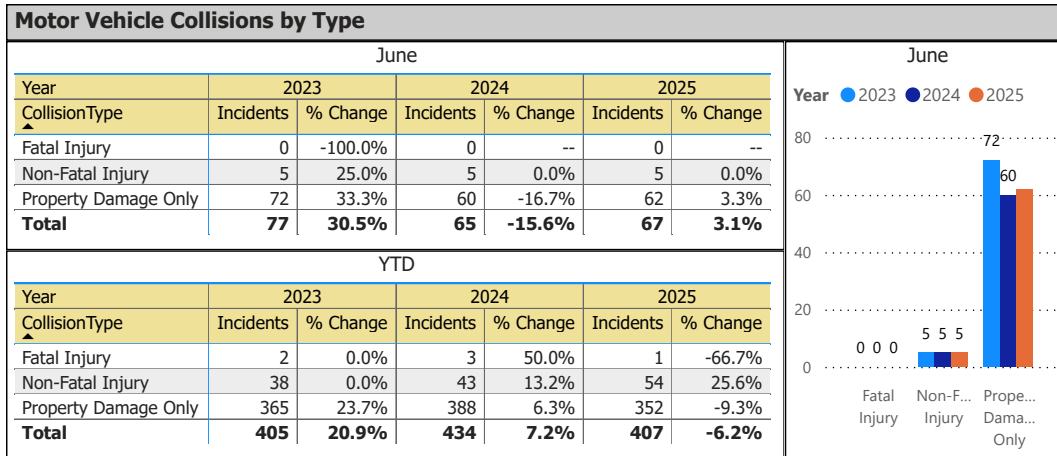 Motor Vehicle Collisions by Type
June
Year 2023 2024 2025
CollisionType Incidents % Change Incidents % Change Incidents % Change
Fatal Injury 0 -100.0% 0 -- 0 --
Non-Fatal Injury 5 25.0% 5 0.0% 5 0.0%
Property Damage Only 72 33.3% 60 -16.7% 62 3.3%
Total 77 30.5% 65 -15.6% 67 3.1%
YTD
Year 2023 2024 2025
CollisionType Incidents % Change Incidents % Change Incidents % Change
Fatal Injury 2 0.0% 3 50.0% 1 -66.7%
Non-Fatal Injury 38 0.0% 43 13.2% 54 25.6%
Property Damage Only 365 23.7% 388 6.3% 352 -9.3%
Total 405 20.9% 434 7.2% 407 -6.2%
June
Year 2023 2024 2025
80
72
60
60
40
20
5 5 5
0 0 0
0
Fatal Non-F... Prope...
Injury Injury Dama...
Only